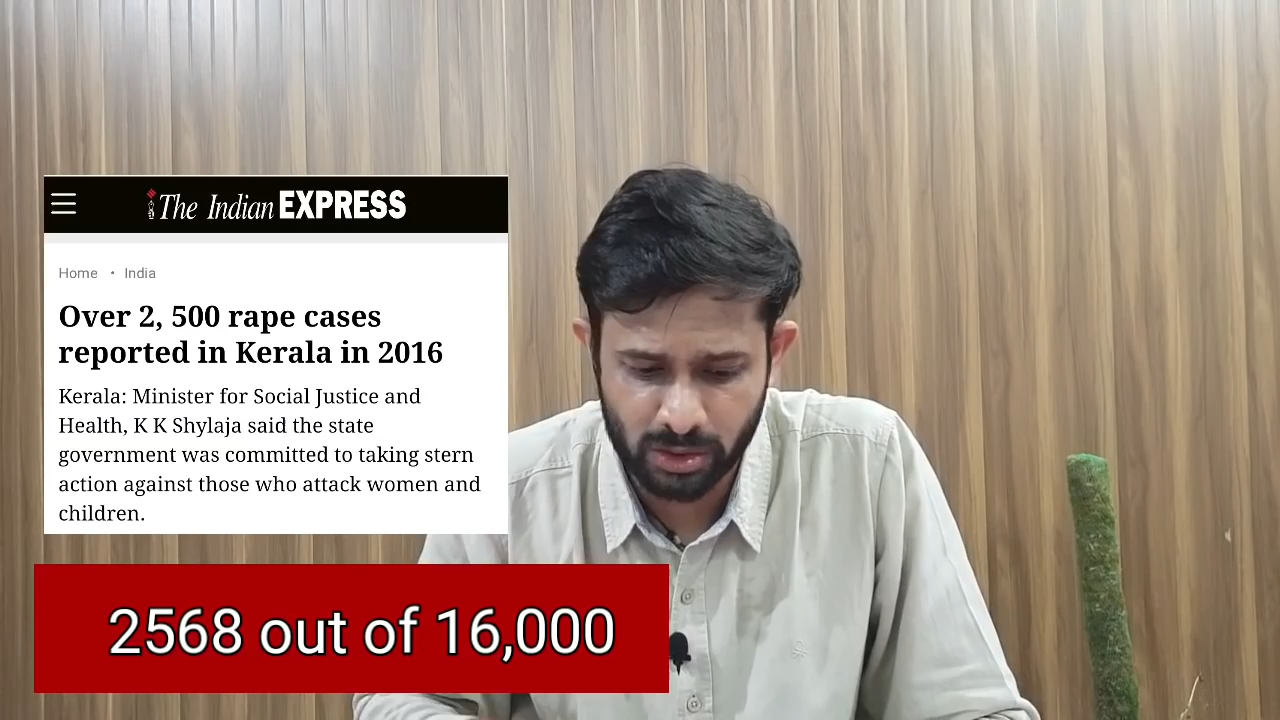 The Indian EXPRESS
Home • India
Over 2, 500 rape cases
reported in Kerala in 2016
Kerala: Minister for Social Justice and
Health, K K Shylaja said the state
government was committed to taking stern
action against those who attack women and
children.
2568 out of 16,000